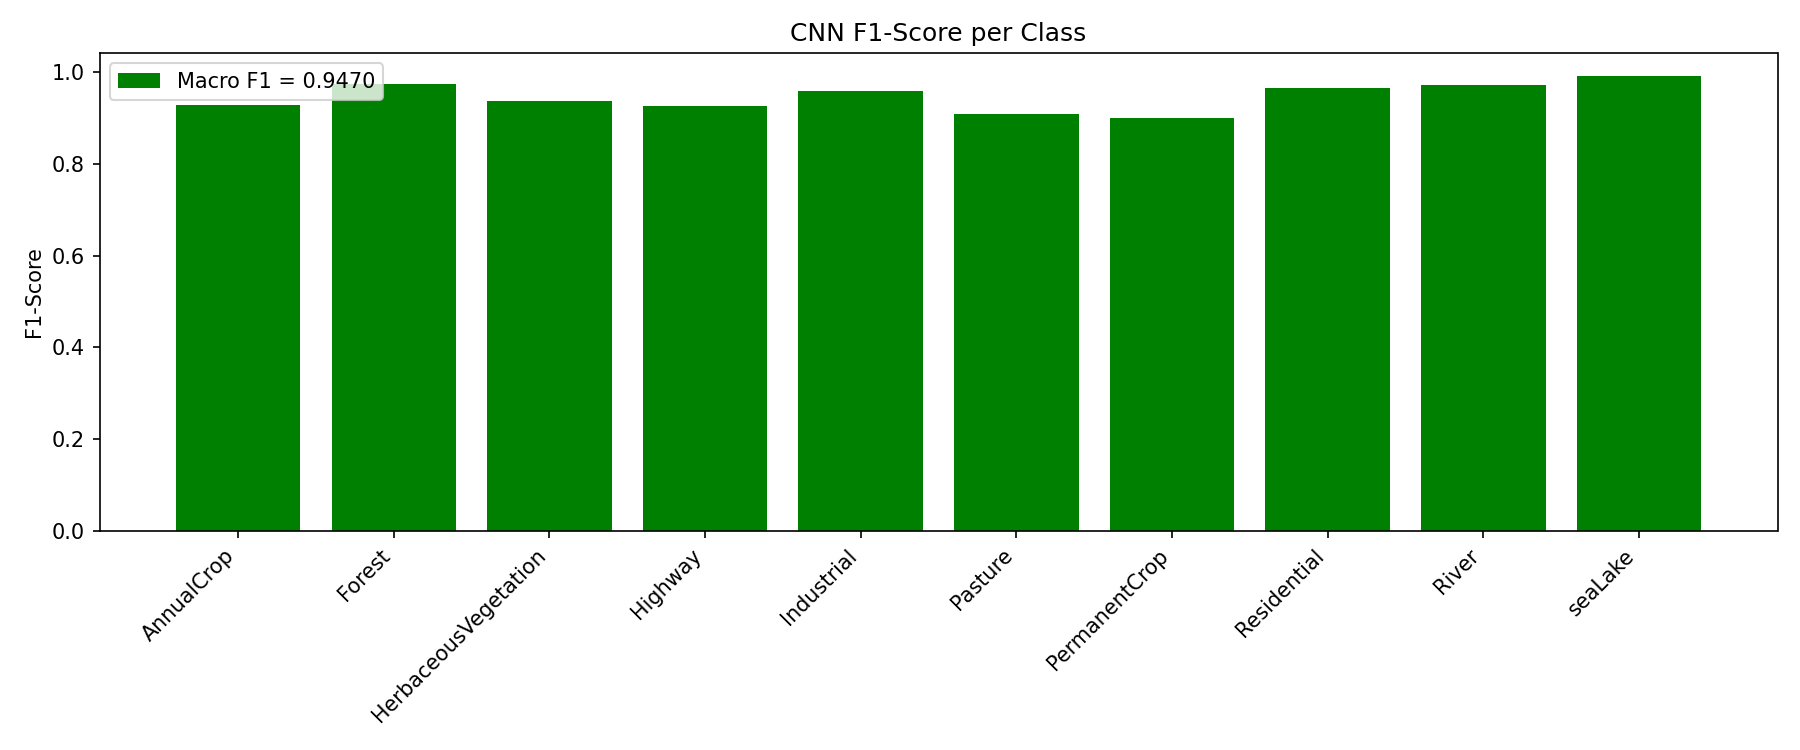 CNN F1-Score per Class
Macro F1 = 0.9470
F1-Score
1.0
0.8
0.6
0.4
0.2
0.0
AnnualCrop
Forest
HerbaceousVegetation
Highway
Industrial
Pasture
PermanentCrop
Residential
River
seaLake